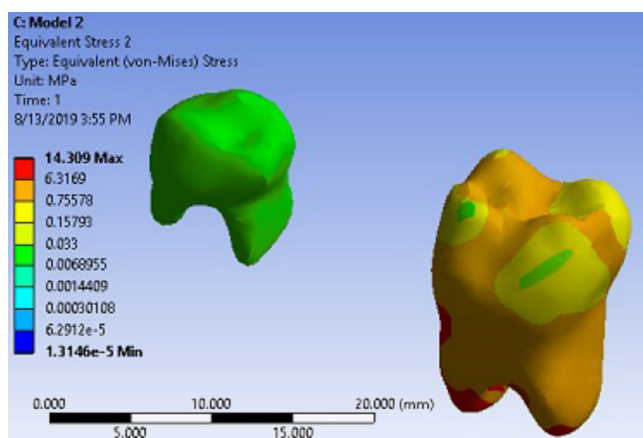 C: Model 2
Equivalent Stress 2
Type: Equivalent (von-Mises) Stress
Unit: MPa
Time: 1
8/13/2019 3:55 PM
14.309 Max
6.3169
0.75578
0.15793
0.033
0.0068955
0.0014409
0.00030108
6.2912e-5
1.3146e-5 Min
0.000 10.000 20.000 (mm)
5.000 15.000